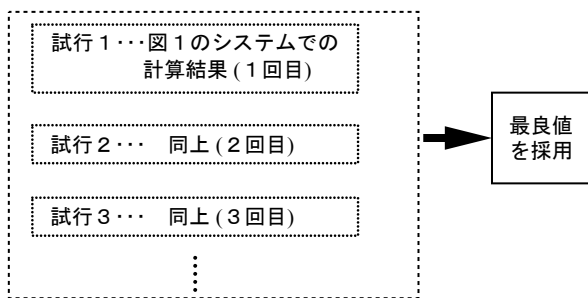 試行１･･･図１のシステムでの
計算結果(１回目)
試行２･･･　同上(２回目)
試行３･･･　同上(３回目)
最良値
を採用